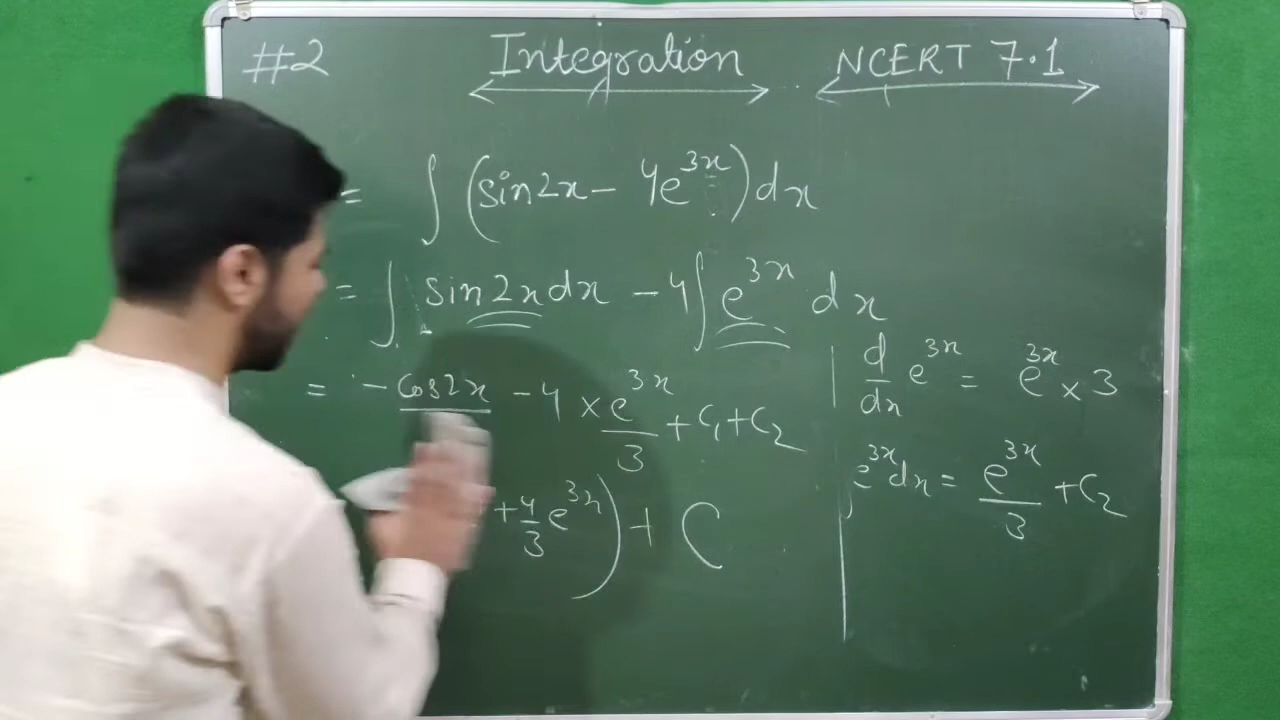 #2 Integration NCERT 7.1
= ∫ (sin2x - 4e^{3x}) dx
= ∫ sin2x dx - 4∫ e^{3x} dx
= -cos2x - 4 × e^{3x}/3 + C₁ + C₂
+ 4/3 e^{3x}) + C
d/dx e^{3x} = e^{3x} × 3
e^{3x} dx = e^{3x}/3 + C₂